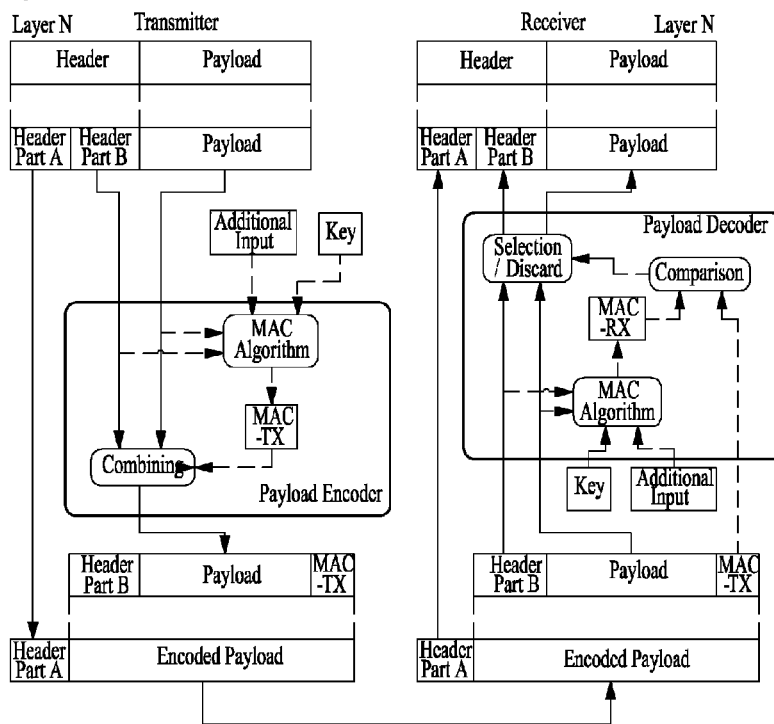 Layer N Transmitter
Header Payload
Header
Part A
Header
Part B
Payload
Additional
Input
Key
MAC
Algorithm
MAC
-TX
Combining
Payload Encoder
Header
Part B
Payload
MAC
-TX
Header
Part A
Encoded Payload
Receiver Layer N
Header Payload
Header
Part A
Header
Part B
Payload
Payload Decoder
Selection
/ Discard
Comparison
MAC
-RX
MAC
Algorithm
Key
Additional
Input
Header
Part B
Payload
MAC
-TX
Header
Part A
Encoded Payload